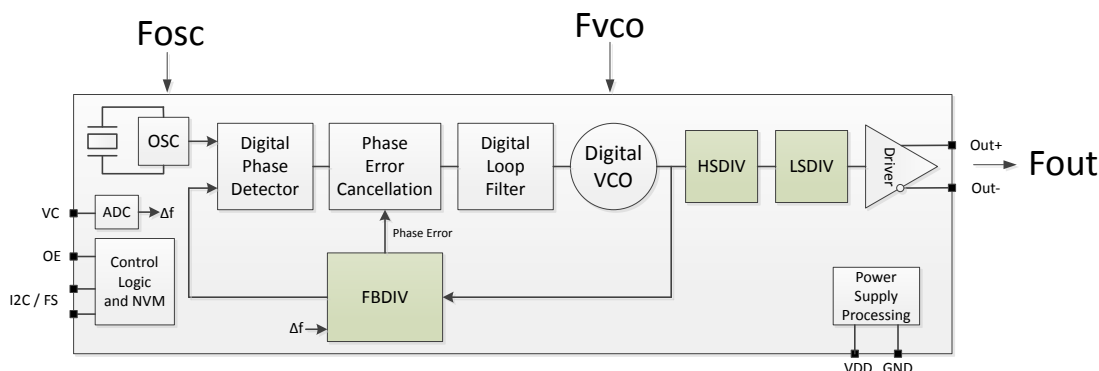 Fosc
Fvco
OSC
Digital
Phase
Detector
Phase
Error
Cancellation
Digital
Loop
Filter
Digital
VCO
HSDIV
LSDIV
Driver
Out+
Out-
Fout
VC
ADC
Δf
Phase Error
OE
I2C / FS
Control
Logic
and NVM
FBDIV
Δf
Power
Supply
Processing
VDD GND